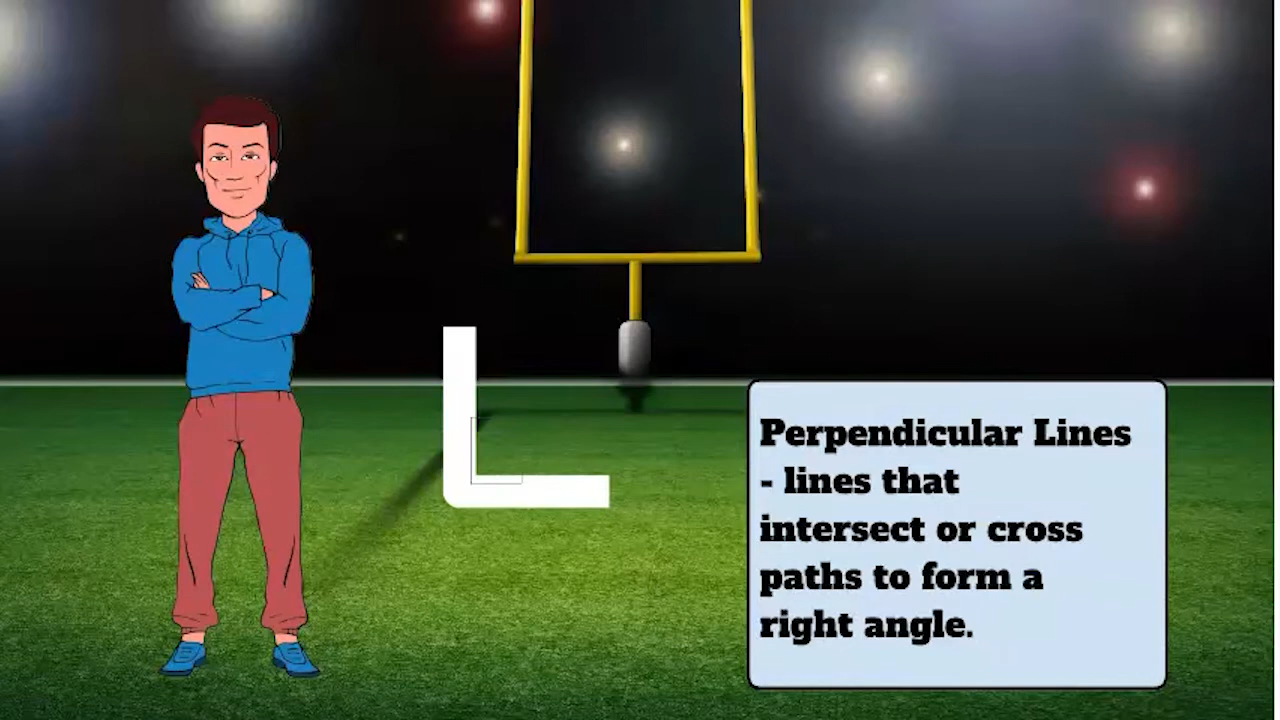 Perpendicular Lines
- lines that
intersect or cross
paths to form a
right angle.